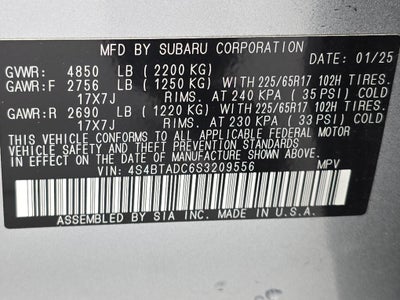 MFD BY SUBARU CORPORATION DATE: 01/25
GVWR: 4850 LB (2200 KG)
GAWR:F 2756 LB (1250 KG) WITH 225/65R17 102H TIRES.
17X7J RIMS. AT 240 KPA (35 PSI) COLD
GAWR:R 2690 LB (1220 KG) WITH 225/65R17 102H TIRES.
17X7J RIMS. AT 230 KPA (33 PSI) COLD
THIS VEHICLE CONFORMS TO ALL APPLICABLE FEDERAL MOTOR
VEHICLE SAFETY AND THEFT PREVENTION STANDARDS
IN EFFECT ON THE DATE OF MANUFACTURE SHOWN ABOVE.
VIN: 4S4BTADC6S3209556 MPV
ASSEMBLED BY SIA INC. MADE IN U.S.A.